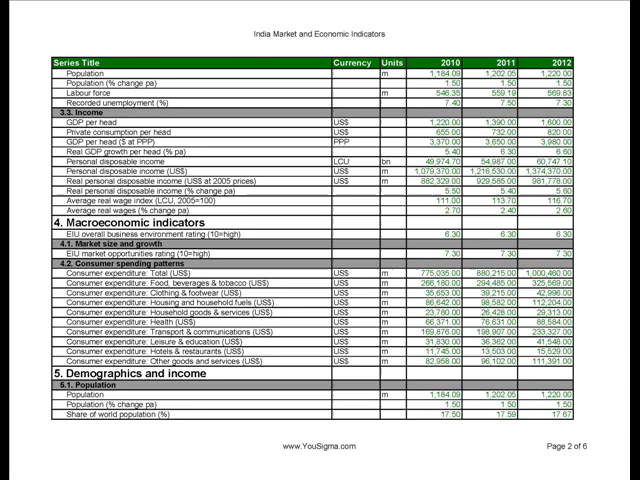 India Market and Economic Indicators
Series Title Currency Units 2010 2011 2012
Population m 1,184.09 1,202.05 1,220.00
Population (% change pa) 1.50 1.50 1.50
Labour force m 546.35 559.19 569.83
Recorded unemployment (%) 7.40 7.50 7.30
3.3. Income
GDP per head US$ 1,220.00 1,390.00 1,600.00
Private consumption per head US$ 655.00 732.00 820.00
GDP per head ($ at PPP) PPP 3,370.00 3,650.00 3,980.00
Real GDP growth per head (% pa) 5.40 6.30 6.60
Personal disposable income LCU bn 49,974.70 54,987.00 60,747.10
Personal disposable income (US$) US$ m 1,079,370.00 1,216,530.00 1,374,370.00
Real personal disposable income (US$ at 2005 prices) US$ m 882,329.00 929,585.00 981,778.00
Real personal disposable income (% change pa) 5.50 5.40 5.60
Average real wage index (LCU, 2005=100) 111.00 113.70 116.70
Average real wages (% change pa) 2.70 2.40 2.60
4. Macroeconomic indicators
EIU overall business environment rating (10=high) 6.30 6.30 6.30
4.1. Market size and growth
EIU market opportunities rating (10=high) 7.30 7.30 7.30
4.2. Consumer spending patterns
Consumer expenditure: Total (US$) US$ m 775,035.00 880,215.00 1,000,460.00
Consumer expenditure: Food, beverages & tobacco (US$) US$ m 266,180.00 294,485.00 325,569.00
Consumer expenditure: Clothing & footwear (US$) US$ m 35,653.00 39,215.00 42,996.00
Consumer expenditure: Housing and household fuels (US$) US$ m 86,642.00 98,582.00 112,204.00
Consumer expenditure: Household goods & services (US$) US$ m 23,780.00 26,428.00 29,313.00
Consumer expenditure: Health (US$) US$ m 66,371.00 76,631.00 88,584.00
Consumer expenditure: Transport & communications (US$) US$ m 169,876.00 198,907.00 233,327.00
Consumer expenditure: Leisure & education (US$) US$ m 31,830.00 36,362.00 41,548.00
Consumer expenditure: Hotels & restaurants (US$) US$ m 11,745.00 13,503.00 15,529.00
Consumer expenditure: Other goods and services (US$) US$ m 82,958.00 96,102.00 111,391.00
5. Demographics and income
5.1. Population
Population m 1,184.09 1,202.05 1,220.00
Population (% change pa) 1.50 1.50 1.50
Share of world population (%) 17.50 17.59 17.67
www.YouSigma.com Page 2 of 6